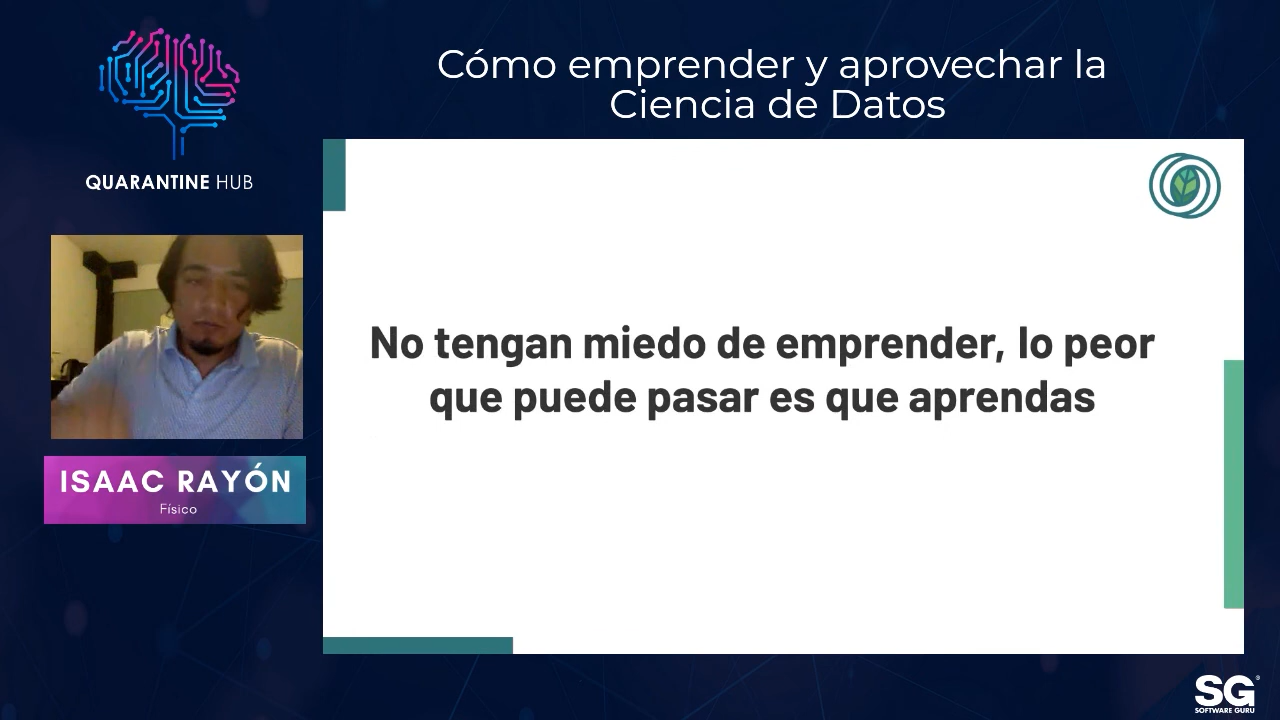 Cómo emprender y aprovechar la
Ciencia de Datos
QUARANTINE HUB
No tengan miedo de emprender, lo peor
que puede pasar es que aprendas
ISAAC RAYÓN
Físico
SG
SOFTWARE GURU